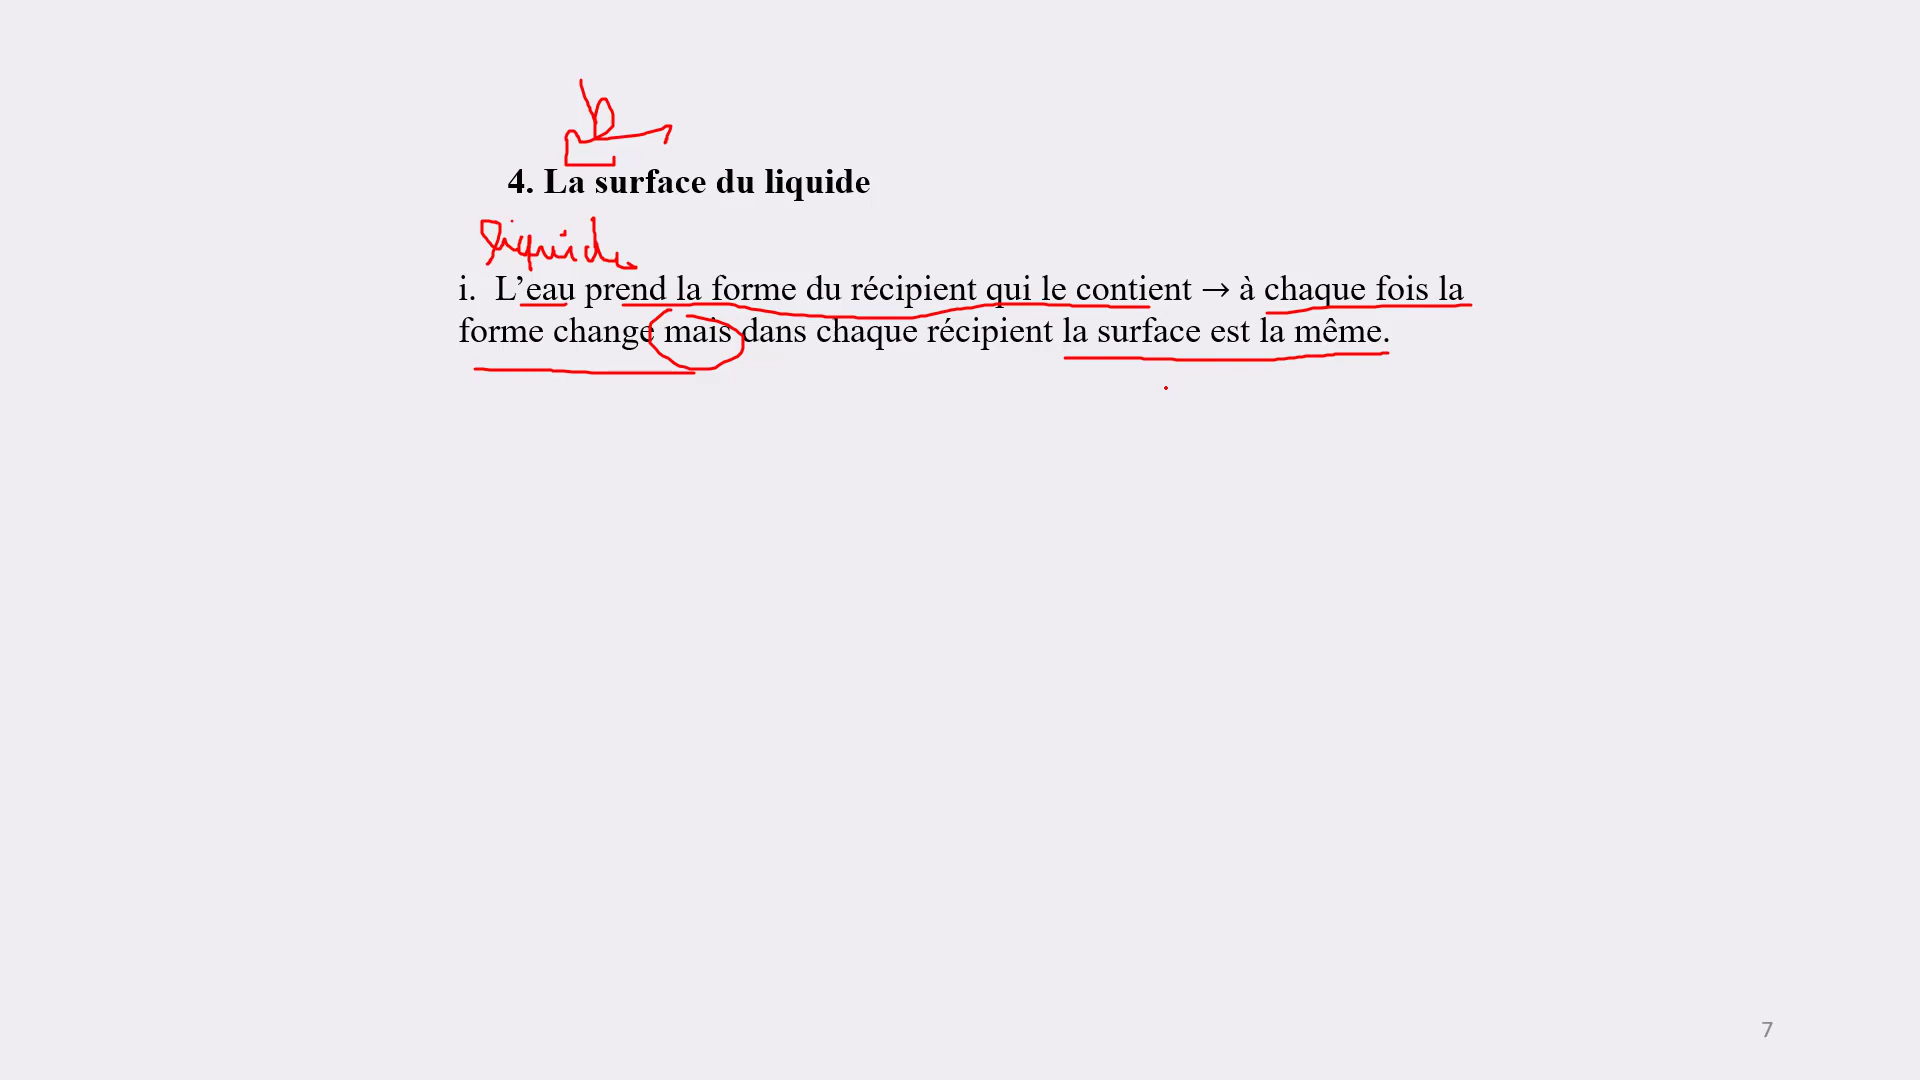 4. La surface du liquide
liquide
i. L’eau prend la forme du récipient qui le contient → à chaque fois la
forme change mais dans chaque récipient la surface est la même.
7